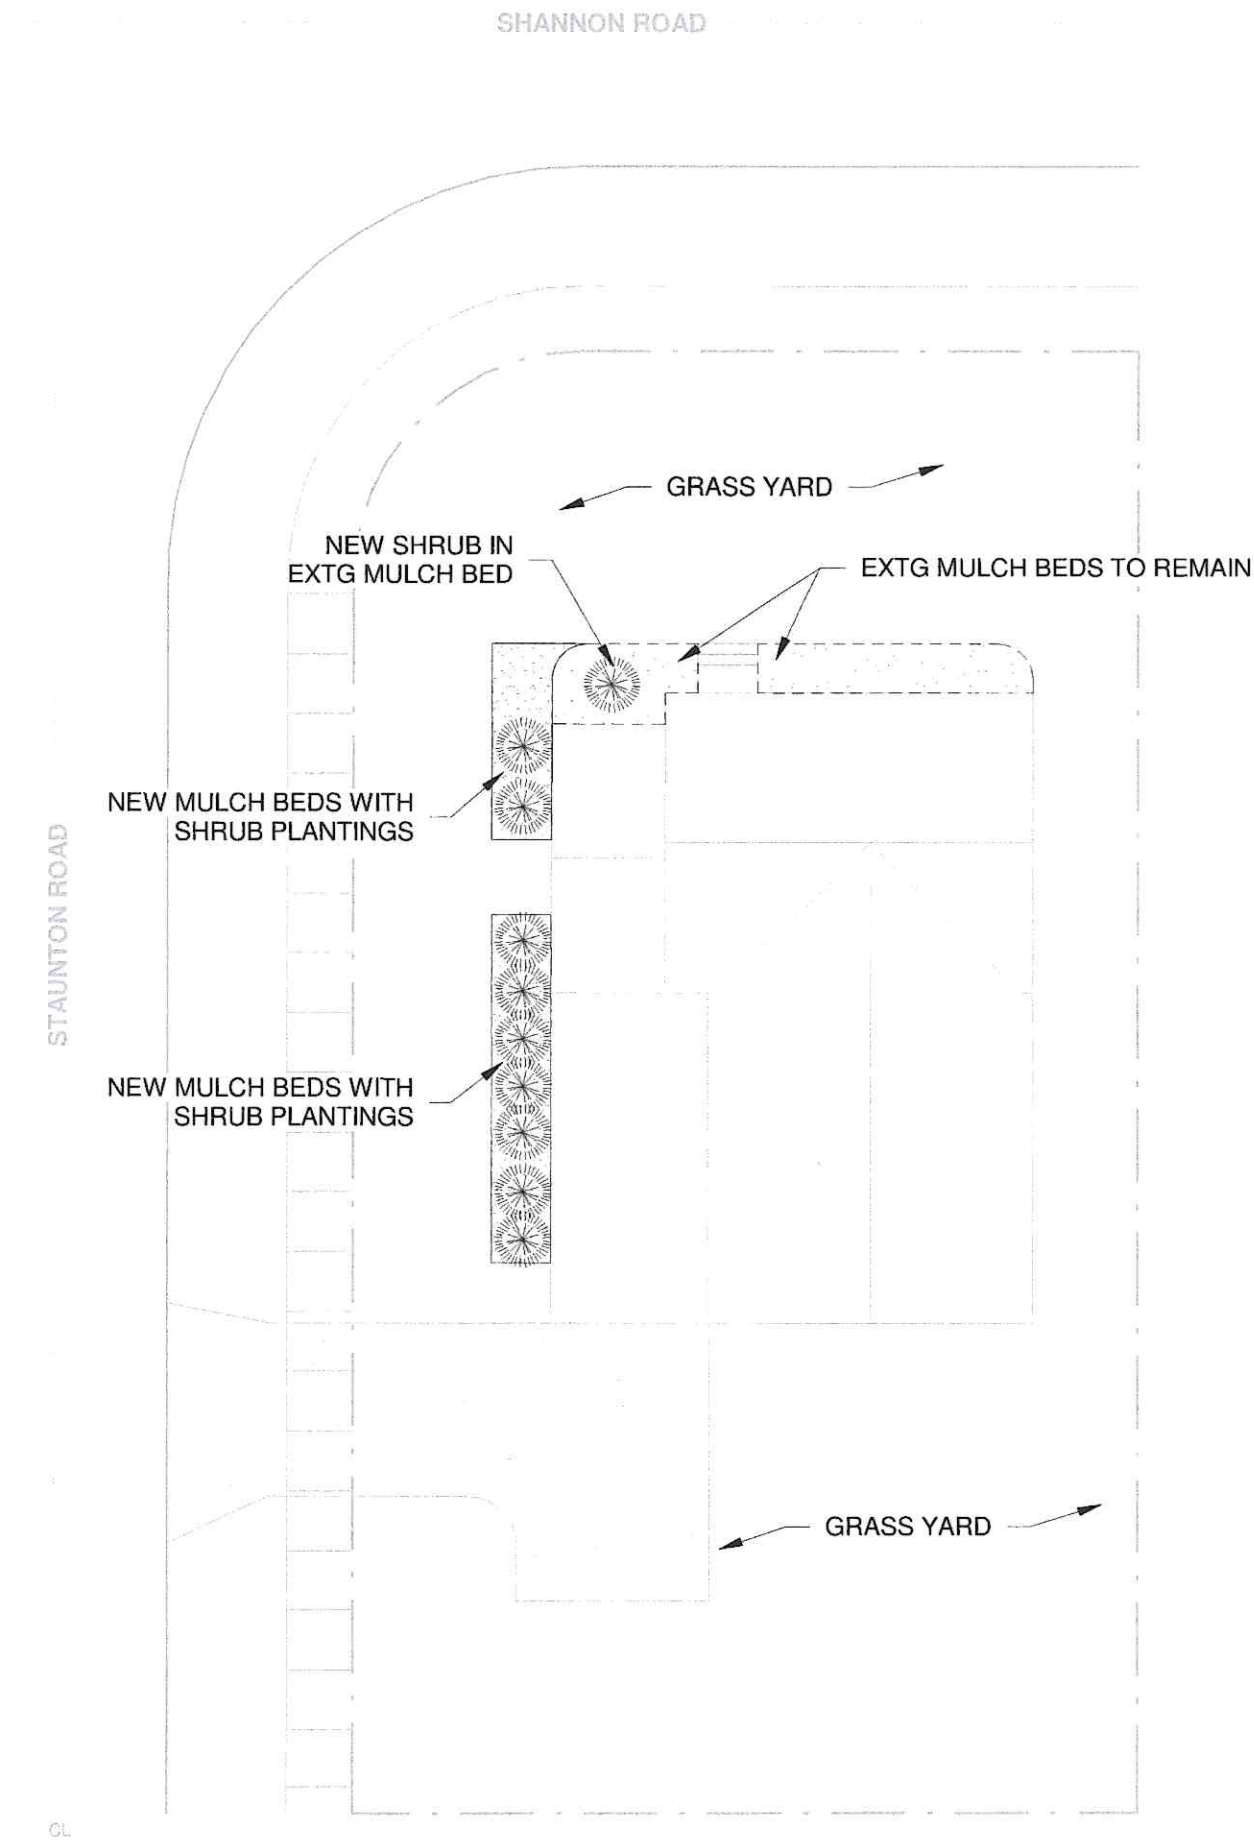 SHANNON ROAD
GRASS YARD
NEW SHRUB IN
EXTG MULCH BED
EXTG MULCH BEDS TO REMAIN
NEW MULCH BEDS WITH
SHRUB PLANTINGS
STAUNTON ROAD
NEW MULCH BEDS WITH
SHRUB PLANTINGS
GRASS YARD
CL